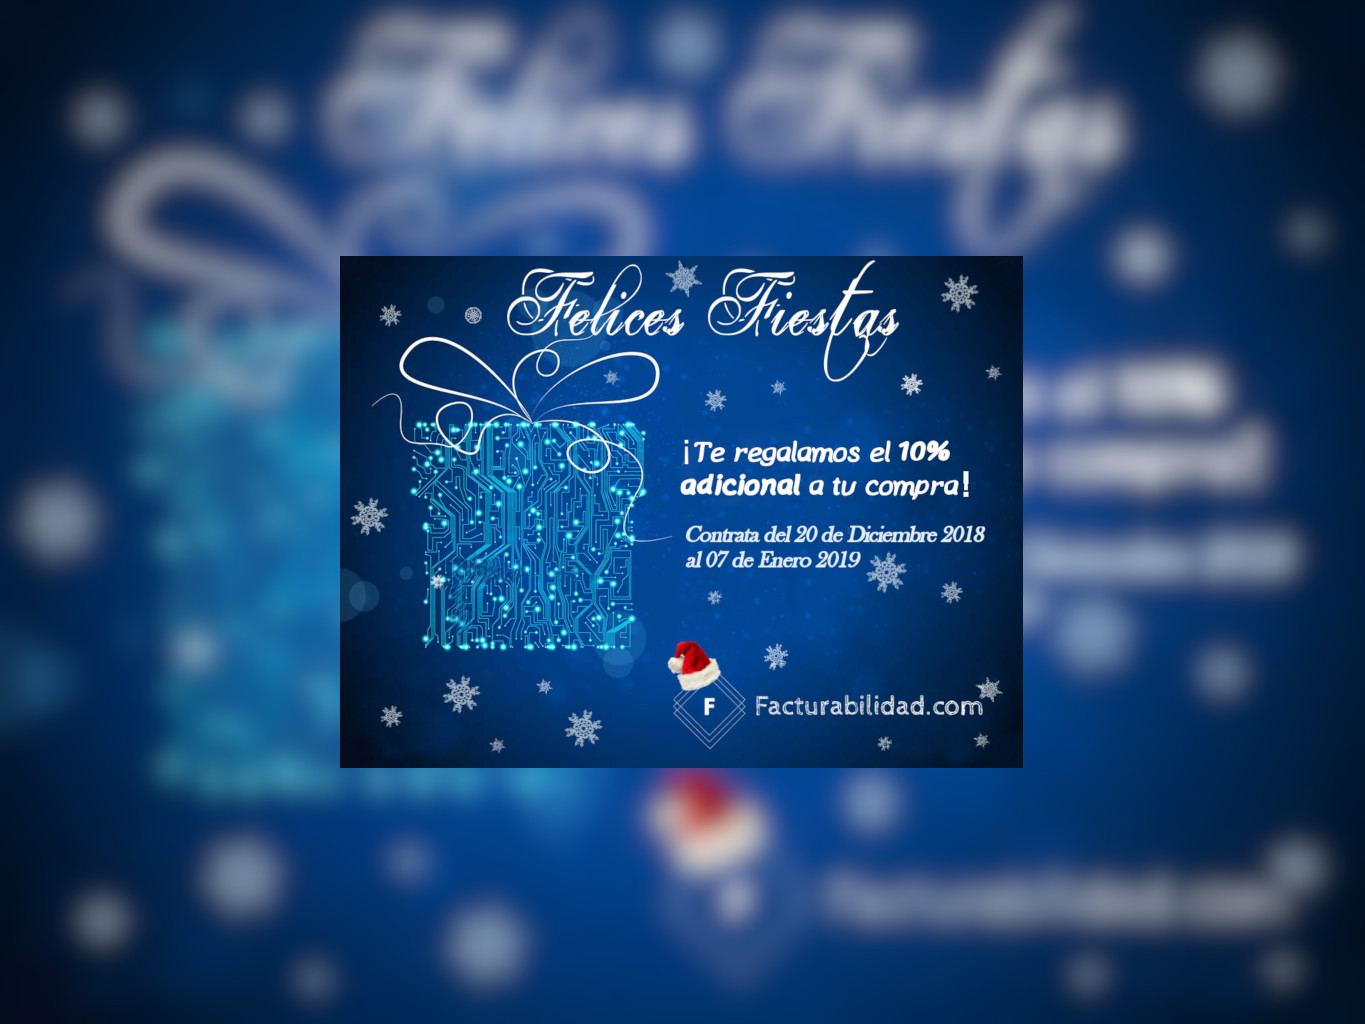 Felices Fiestas
¡Te regalamos el 10%
adicional a tu compra!
Contrata del 20 de Diciembre 2018
al 07 de Enero 2019
F
Facturabilidad.com